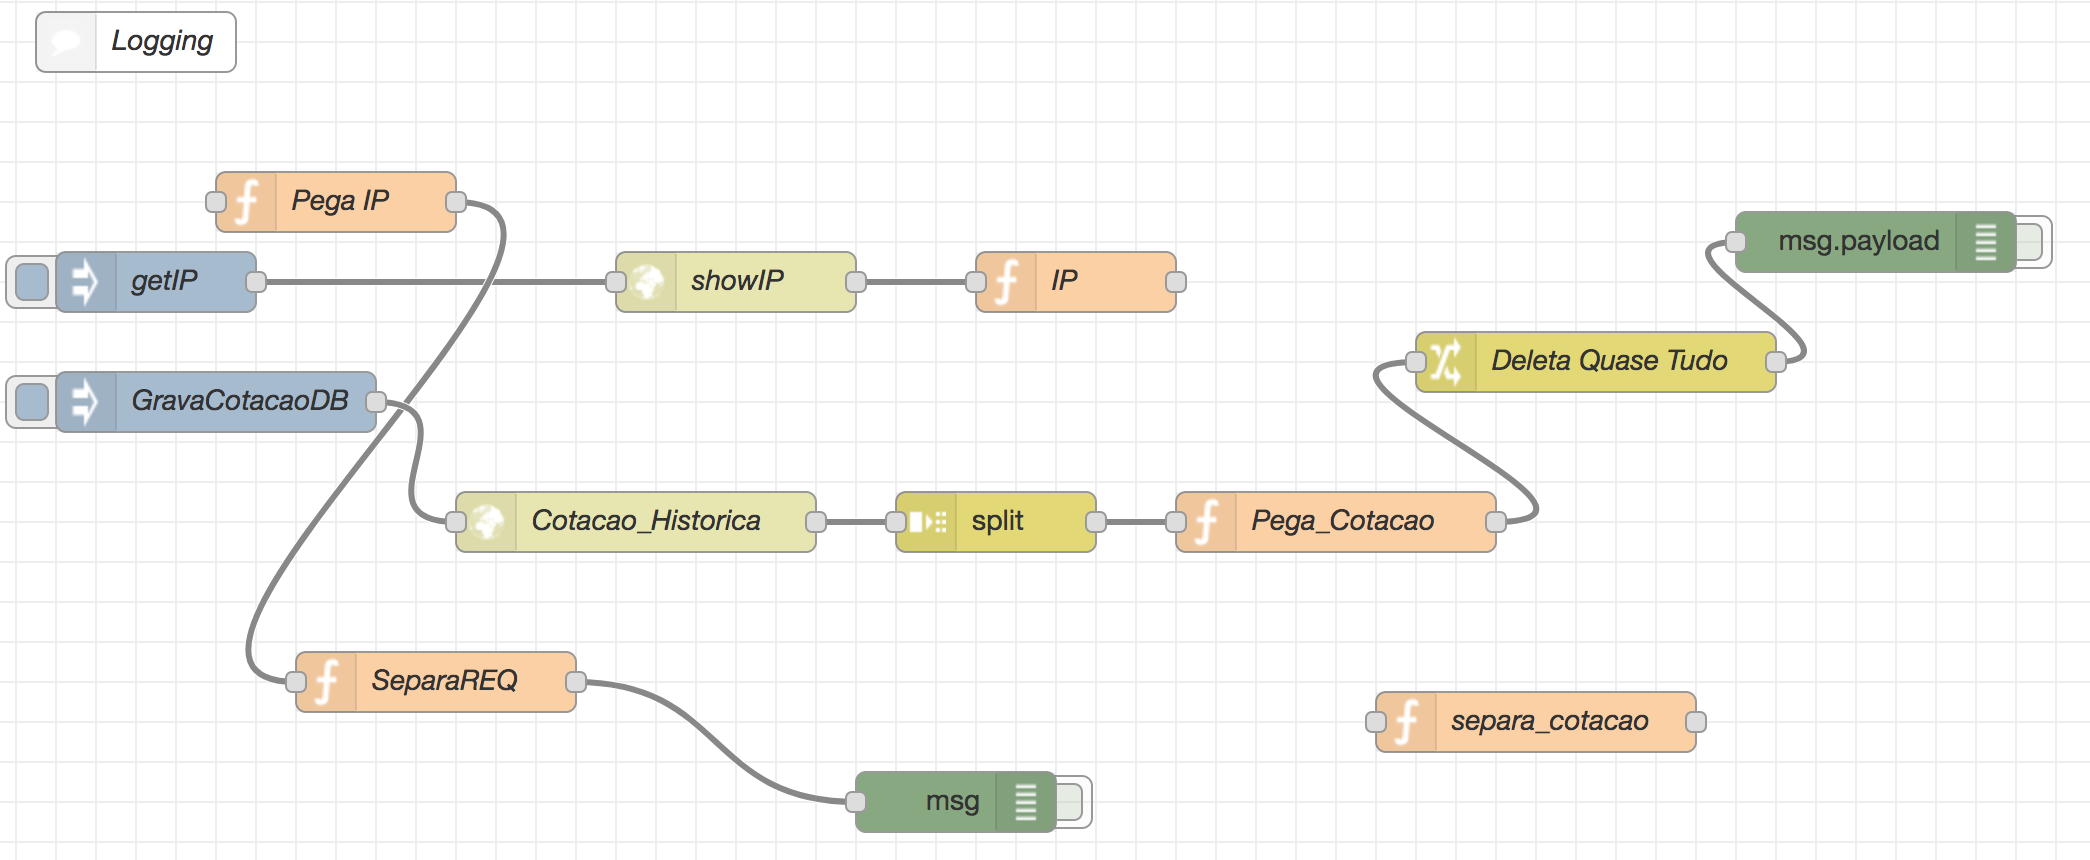 Logging
Pega IP
msg.payload
getIP
showIP
IP
Deleta Quase Tudo
GravaCotacaoDB
Cotacao_Historica
split
Pega_Cotacao
SeparaREQ
separa_cotacao
msg